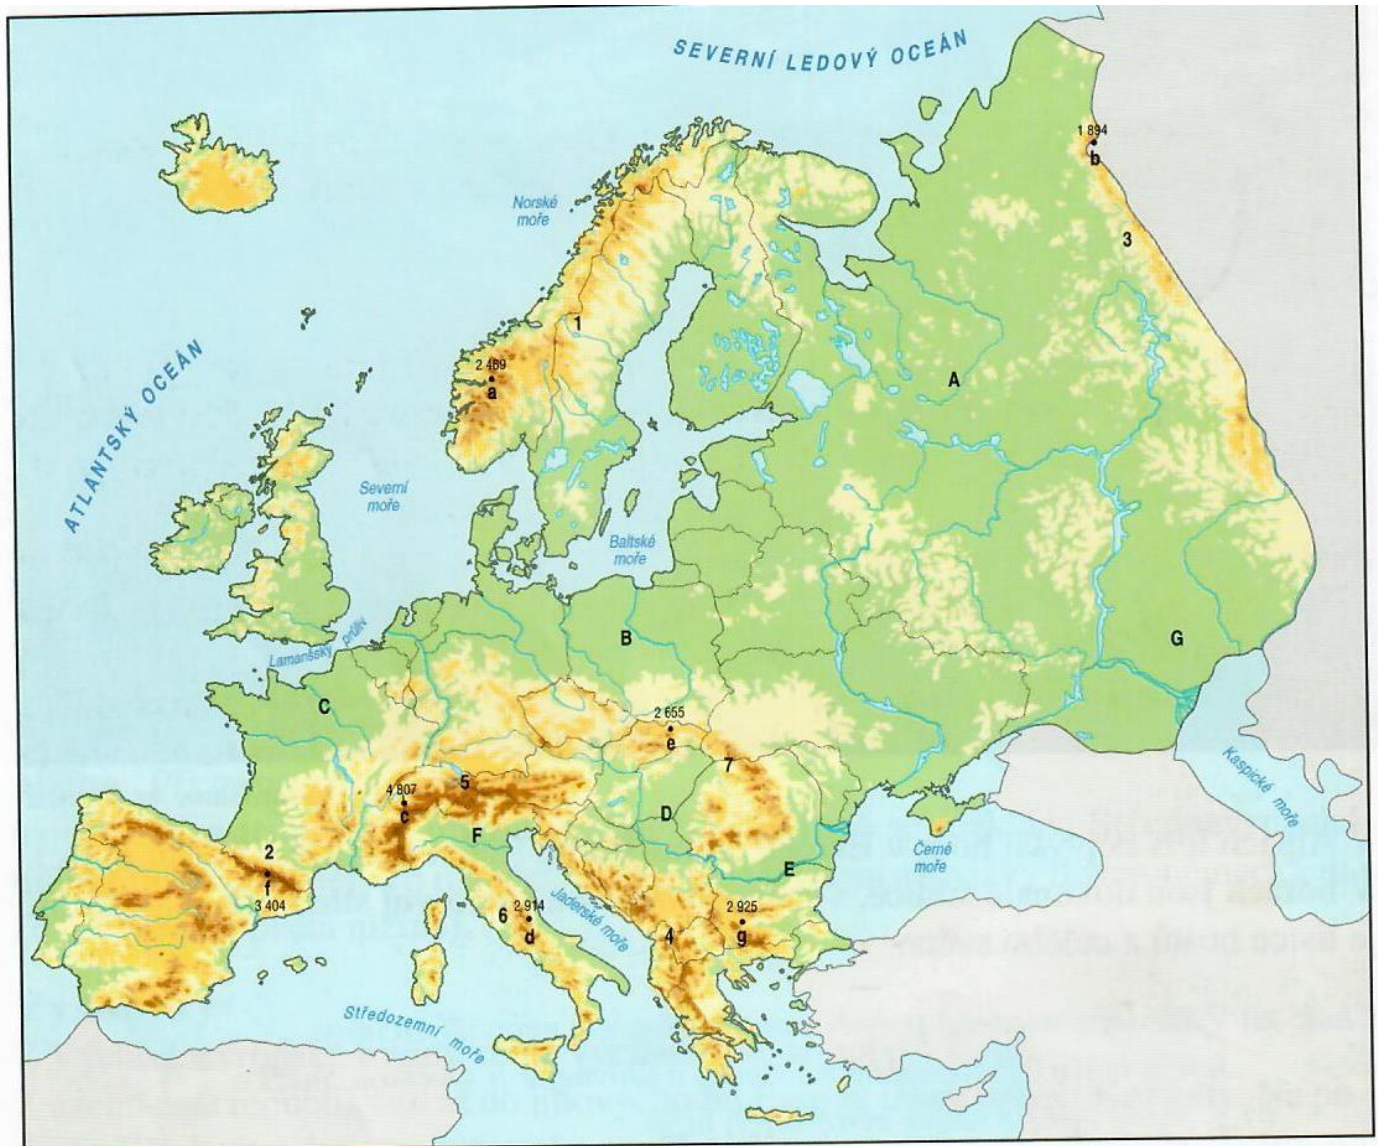 SEVERNÍ LEDOVÝ OCEÁN
1 894
b
Norské
moře
3
1
ATLANTSKÝ OCEÁN
2 469
a
A
Severní
moře
Baltské
moře
Lamanšský průliv
B
G
C
2 655
e
7
Kaspické moře
5
4 807
c
D
F
Černé
moře
2
f
3 404
E
Jaderské moře
6
2 914
d
2 925
g
4
Středozemní moře